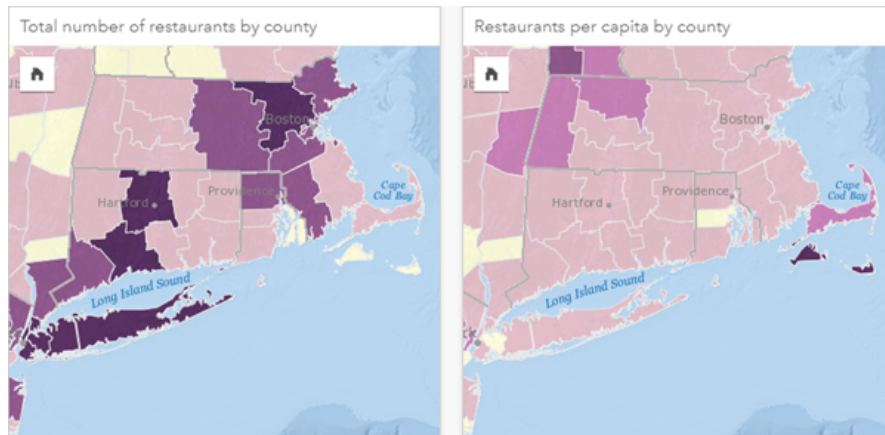 Total number of restaurants by county
Boston
Hartford
Providence
Cape
Cod Bay
Long Island Sound
Restaurants per capita by county
Boston
Hartford
Providence
Cape
Cod Bay
Long Island Sound